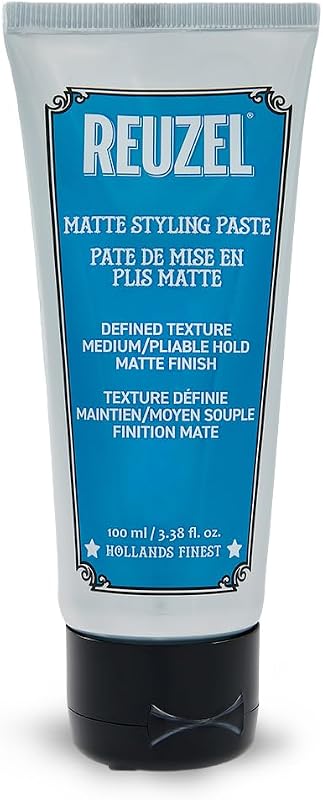 REUZEL®
MATTE STYLING PASTE
PATE DE MISE EN
PLIS MATTE
DEFINED TEXTURE
MEDIUM/PLIABLE HOLD
MATTE FINISH
TEXTURE DÉFINIE
MAINTIEN/MOYEN SOUPLE
FINITION MATE
100 ml / 3.38 fl. oz.
HOLLANDS FINEST